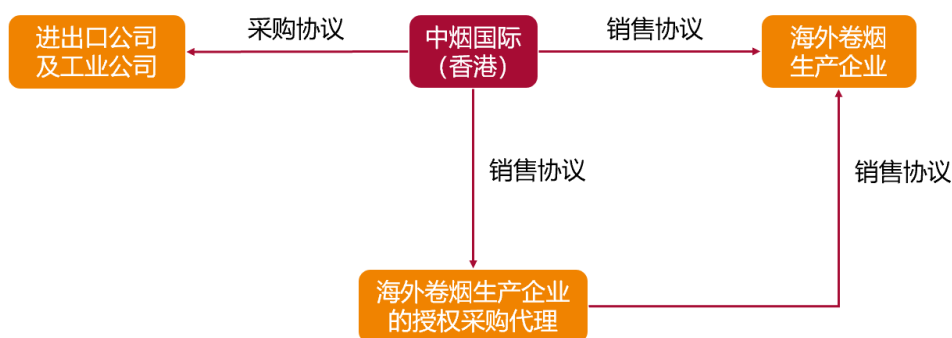 进出口公司
及工业公司
采购协议
中烟国际
（香港）
销售协议
海外卷烟
生产企业
销售协议
销售协议
海外卷烟生产企业
的授权采购代理